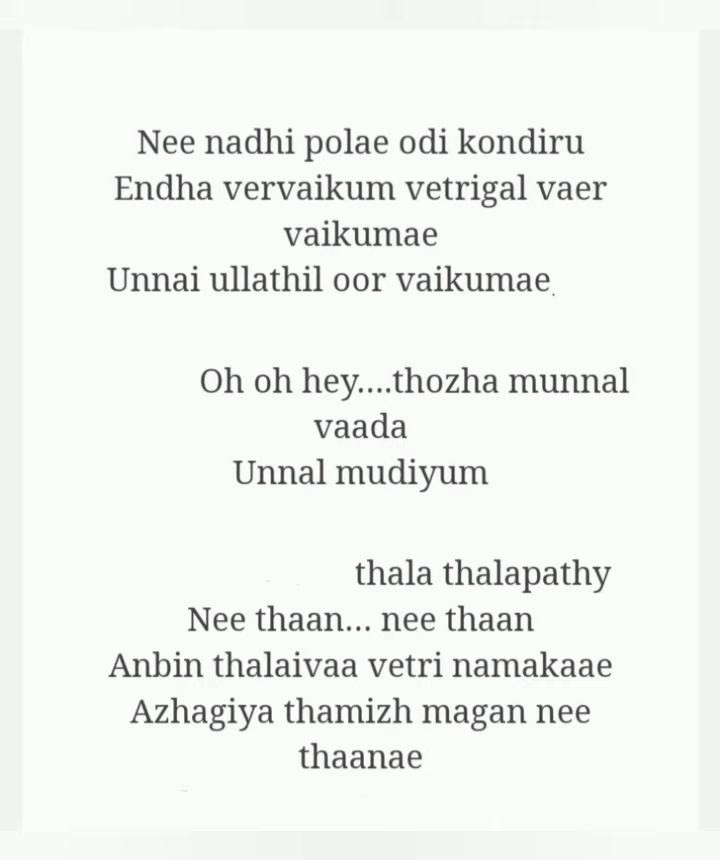 Nee nadhi polae odi kondiru
Endha vervaikum vetrigal vaer
vaikumae
Unnai ullathil oor vaikumae.
Oh oh hey....thozha munnal
vaada
Unnal mudiyum
thala thalapathy
Nee thaan... nee thaan
Anbin thalaivaa vetri namakaae
Azhagiya thamizh magan nee
thaanae